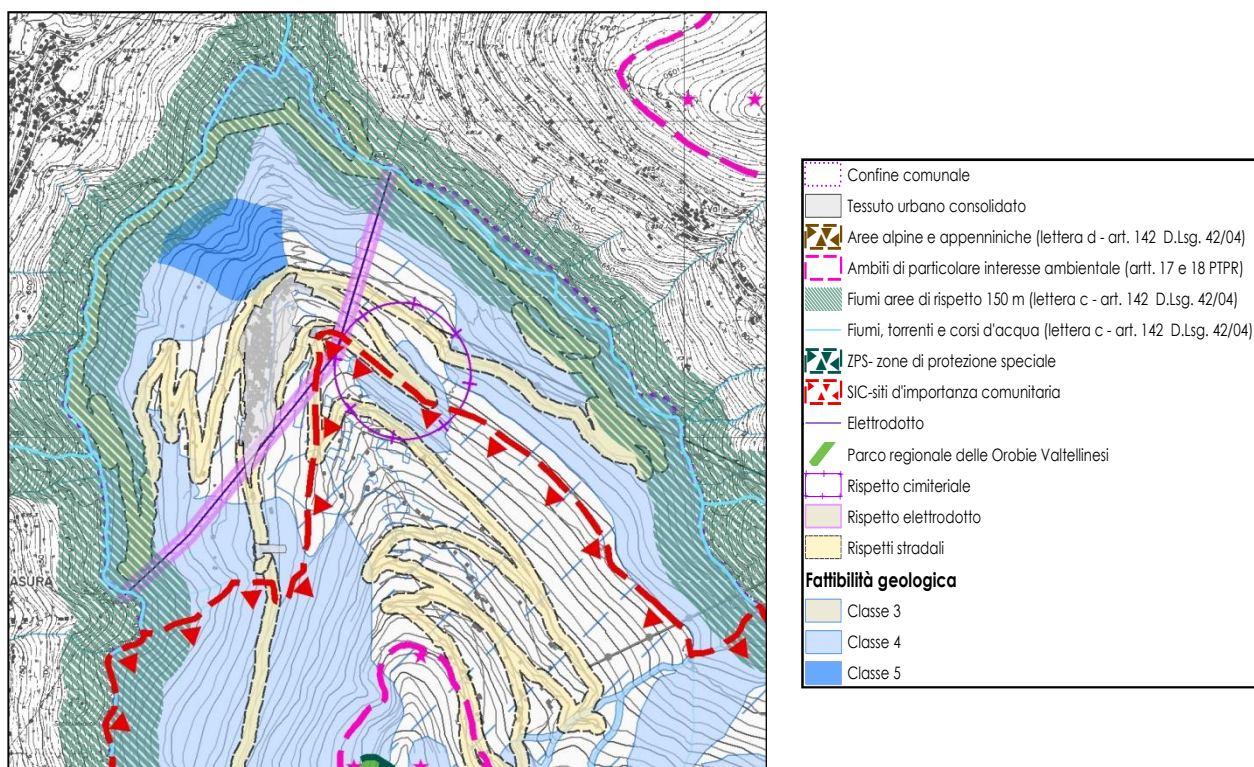 ASURA
Confine comunale
Tessuto urbano consolidato
Aree alpine e appenniniche (lettera d - art. 142 D.Lsg. 42/04)
Ambiti di particolare interesse ambientale (artt. 17 e 18 PTPR)
Fiumi aree di rispetto 150 m (lettera c - art. 142 D.Lsg. 42/04)
Fiumi, torrenti e corsi d'acqua (lettera c - art. 142 D.Lsg. 42/04)
ZPS- zone di protezione speciale
SIC-siti d'importanza comunitaria
Elettrodotto
Parco regionale delle Orobie Valtellinesi
Rispetto cimiteriale
Rispetto elettrodotto
Rispetti stradali
Fattibilità geologica
Classe 3
Classe 4
Classe 5